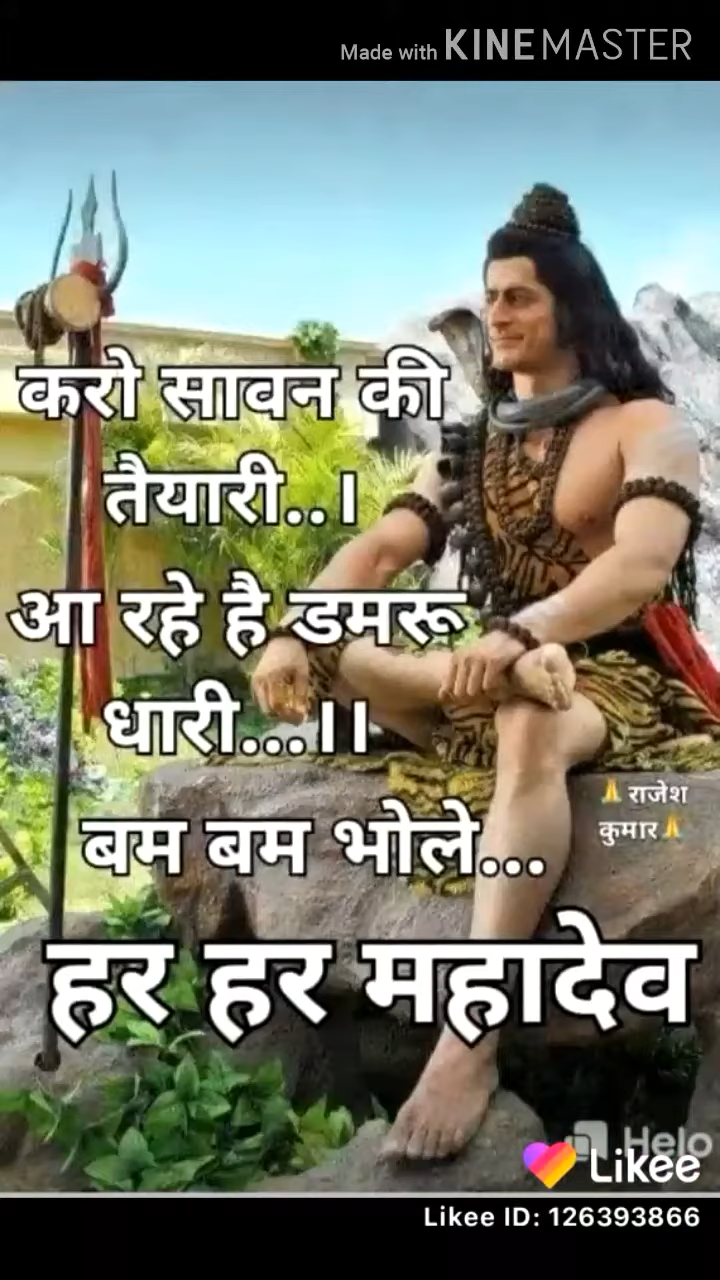 Made with KINEMASTER
करो सावन की
तैयारी..।
आ रहे है डमरू
धारी...।।
🙏राजेश
कुमार🙏
बम बम भोले...
हर हर महादेव
Helo
Likee
Likee ID: 126393866